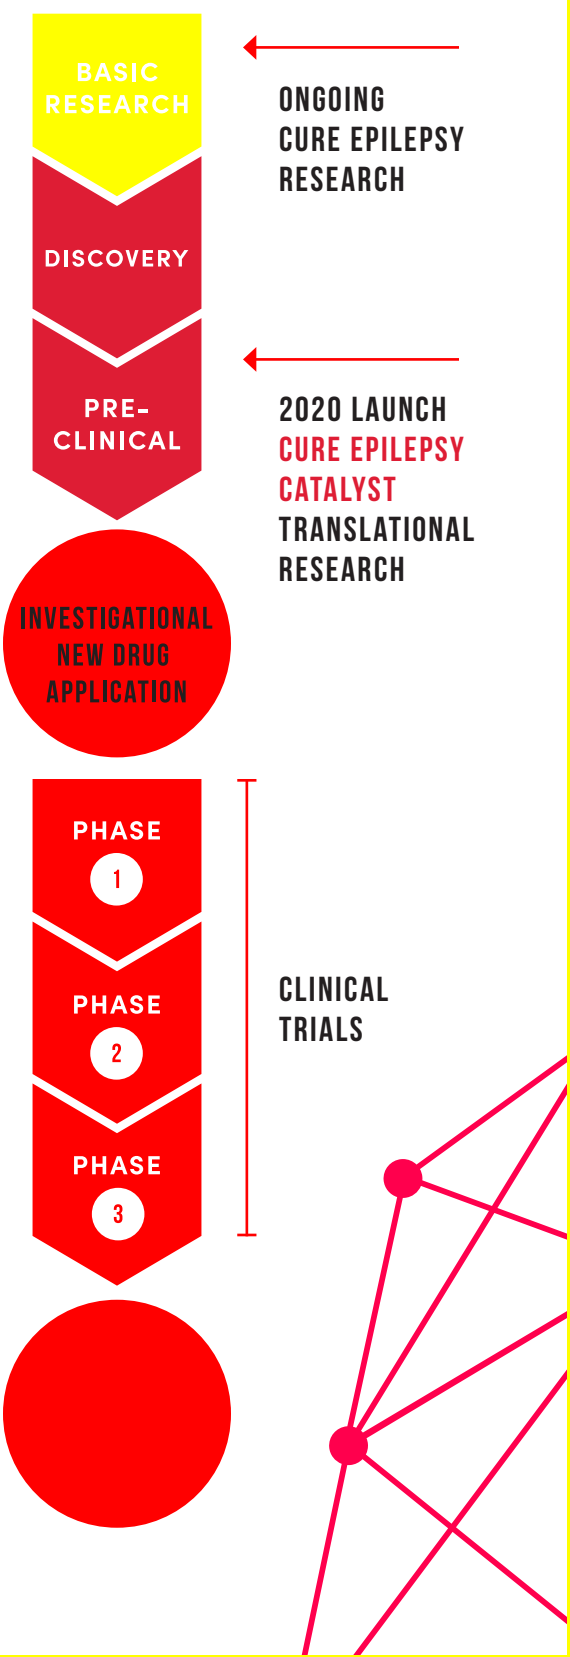 BASIC
RESEARCH
ONGOING
CURE EPILEPSY
RESEARCH
DISCOVERY
PRE-
CLINICAL
2020 LAUNCH
CURE EPILEPSY
CATALYST
TRANSLATIONAL
RESEARCH
INVESTIGATIONAL
NEW DRUG
APPLICATION
PHASE
1
PHASE
2
PHASE
3
CLINICAL
TRIALS